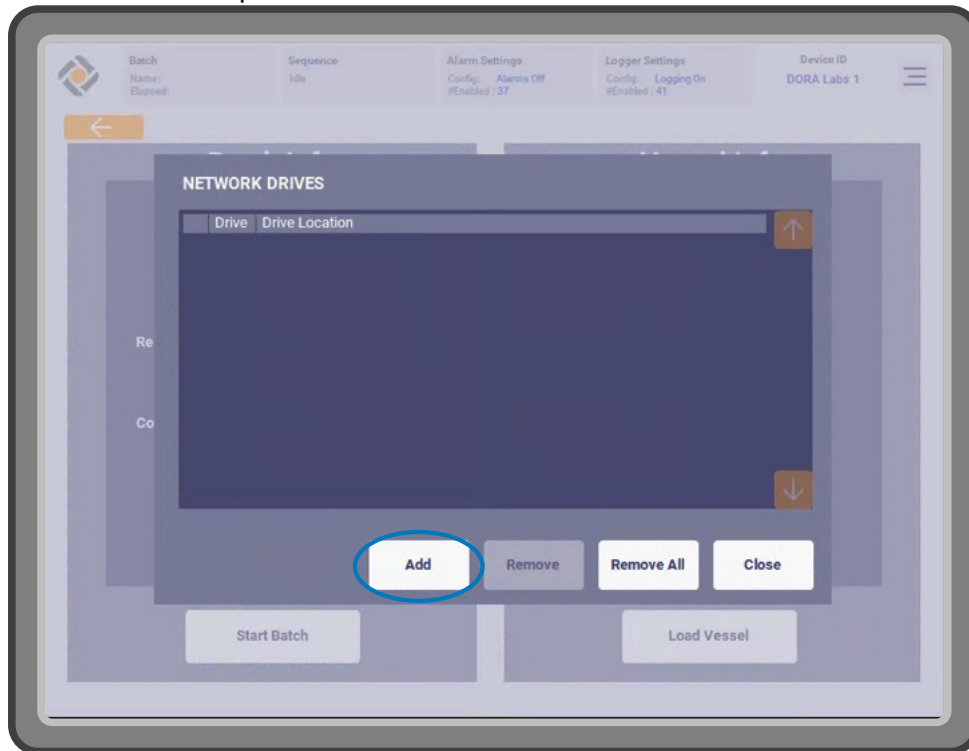 Batch
Name:
Elapsed:
Sequence
Idle
Alarm Settings
Config: Alarms Off
#Enabled : 37
Logger Settings
Config: Logging On
#Enabled : 41
Device ID
DORA Labs 1
NETWORK DRIVES
Drive Drive Location
Re
Co
Add Remove Remove All Close
Start Batch Load Vessel